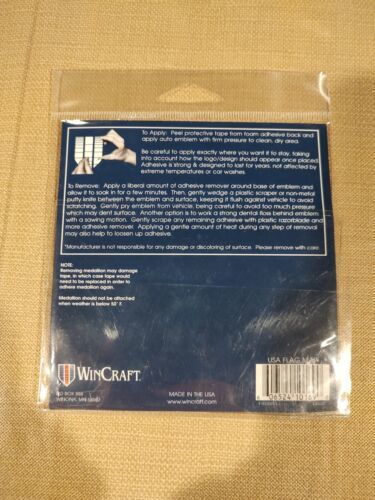 To Apply: Peel protective tape from foam adhesive back and
apply auto emblem with firm pressure to clean, dry area.
Be careful to apply exactly where you want it to stay, taking
into account how the logo/design should appear once placed.
Adhesive is strong & designed to last for years, not affected by
extreme temperatures or car washes.
To Remove: Apply a liberal amount of adhesive remover around base of emblem and
allow it to soak in for a few minutes. Then, gently wedge a plastic scraper or non-metal
putty knife between the emblem and surface, keeping it flush against vehicle to avoid
scratching. Gently pry emblem from vehicle, being careful to avoid too much pressure
which may dent surface. Another option is to work a strong dental floss behind emblem
with a sawing motion. Gently scrape any remaining adhesive with plastic razorblade and
more adhesive remover. Applying a gentle amount of heat during any step of removal
may also help to loosen up adhesive.
*Manufacturer is not responsible for any damage or discoloring of surface. Please remove with care.
NOTE:
Removing medallion may damage
tape, in which case tape would
need to be replaced in order to
adhere medallion again.
Medallion should not be attached
when weather is below 50° F.
WINCRAFT
PO BOX 888
WINONA, MN
MADE IN THE USA
www.wincraft.com
USA FLAG